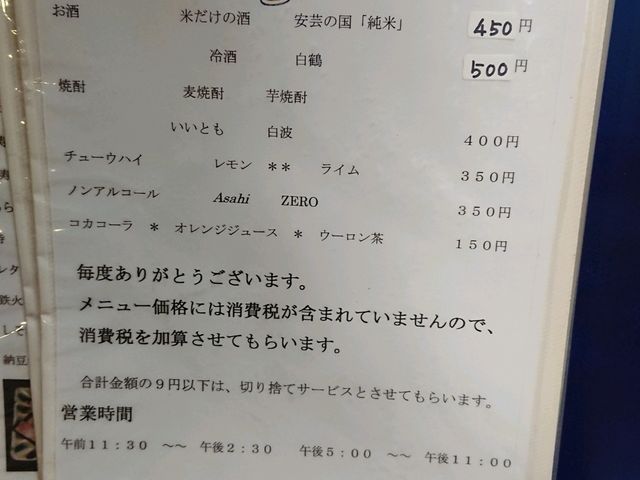 お酒 米だけの酒 安芸の国「純米」 450円
冷酒 白鶴 500円
焼酎 麦焼酎 芋焼酎
いいとも 白波 400円
チューウハイ レモン ** ライム 350円
ノンアルコール Asahi ZERO 350円
コカコーラ * オレンジジュース * ウーロン茶 150円
毎度ありがとうございます。
メニュー価格には消費税が含まれていませんので、
消費税を加算させてもらいます。
合計金額の9円以下は、切り捨てサービスとさせてもらいます。
営業時間
午前11:30 ~~ 午後2:30 午後5:00 ~~ 午後11:00
鉄火
して
納豆